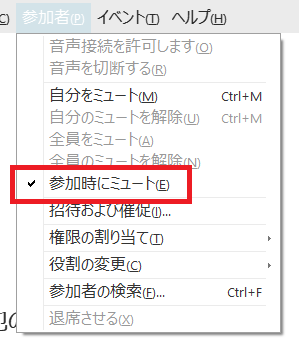 C) 参加者(P) イベント(T) ヘルプ(H)
音声接続を許可します(O)
音声を切断する(R)
自分をミュート(M) Ctrl+M
自分のミュートを解除(U) Ctrl+M
全員をミュート(A)
全員のミュートを解除(N)
参加時にミュート(E)
招待および催促(I)...
権限の割り当て(T)
役割の変更(C)
参加者の検索(F)... Ctrl+F
退席させる(X)